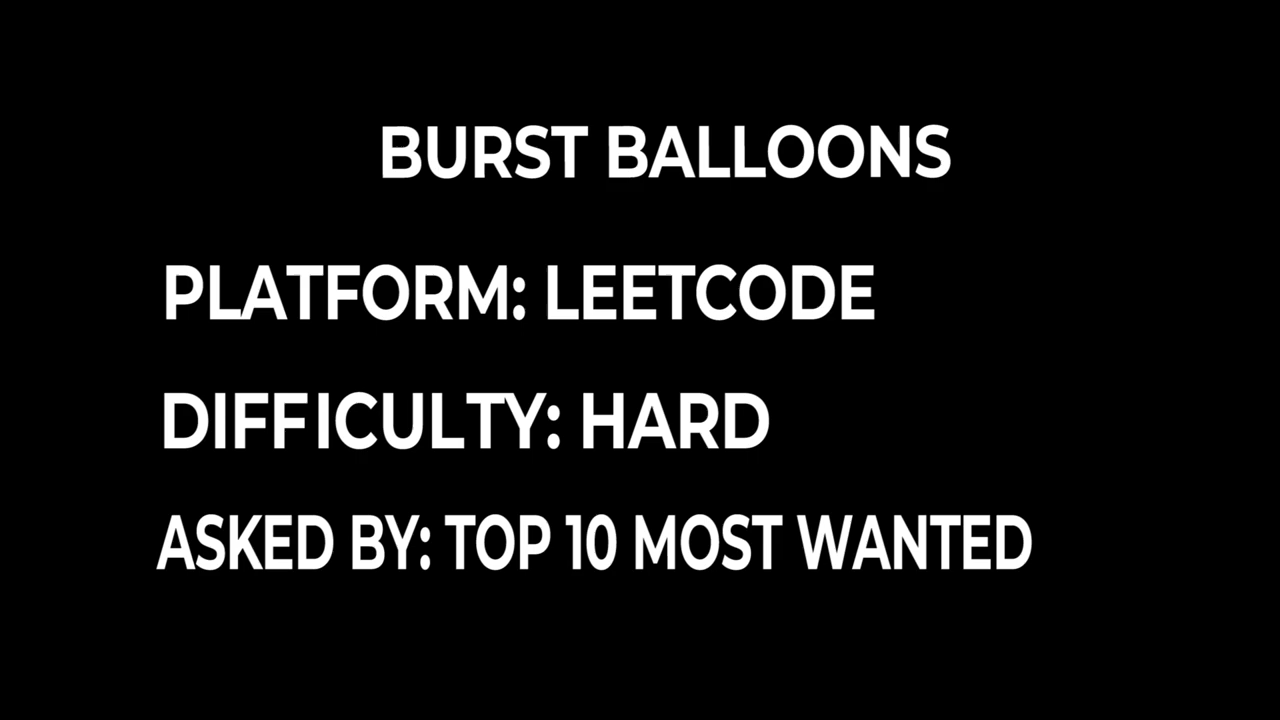 BURST BALLOONS
PLATFORM: LEETCODE
DIFFICULTY: HARD
ASKED BY: TOP 10 MOST WANTED